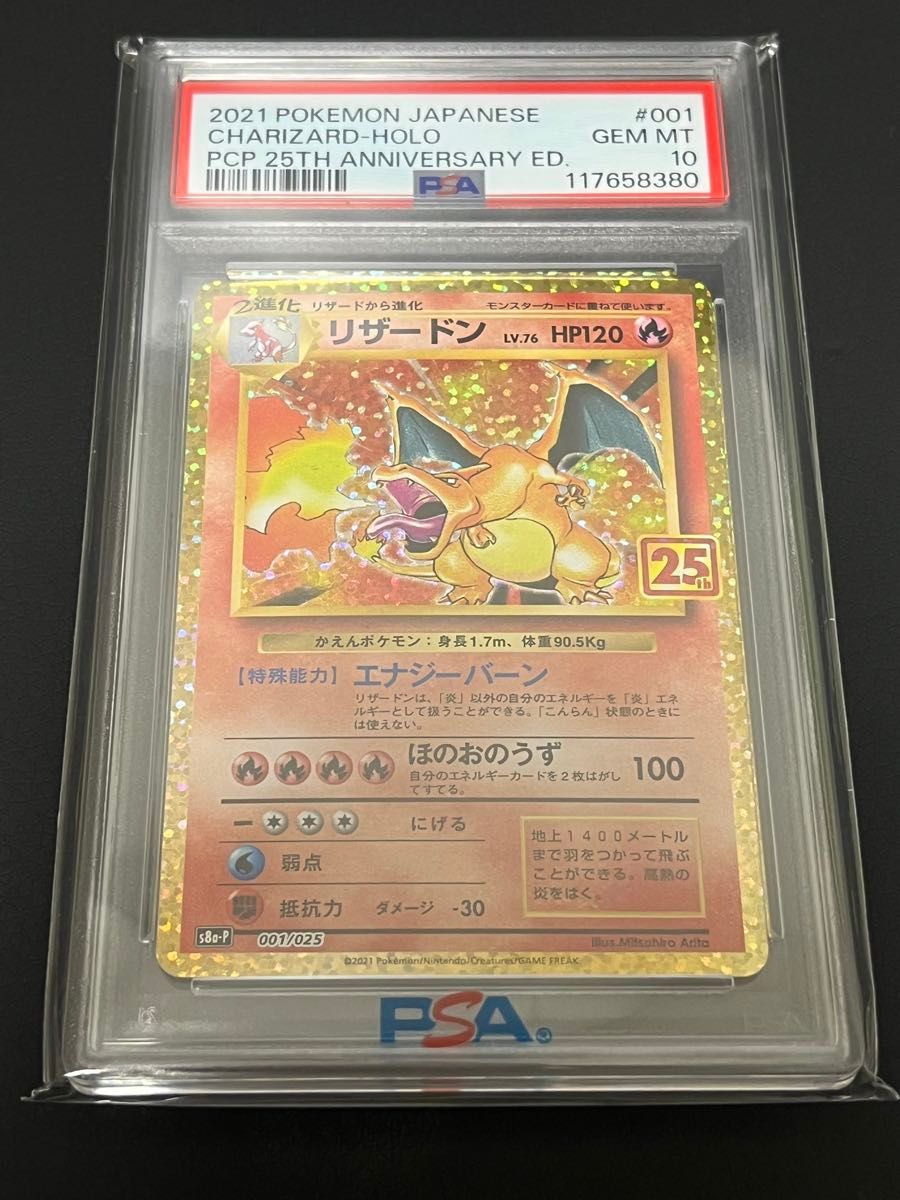 2021 POKEMON JAPANESE #001
CHARIZARD-HOLO GEM MT
PCP 25TH ANNIVERSARY ED. 10
PSA 117658380
2進化 リザードから進化 モンスターカードに重ねて使います。
リザードン LV.76 HP120
25th
かえんポケモン：身長1.7m、体重90.5Kg
【特殊能力】エナジーバーン
リザードンは、「炎」以外の自分のエネルギーを「炎」エネ
ルギーとして扱うことができる。「こんらん」状態のときに
は使えない。
ほのおのうず 100
自分のエネルギーカードを2枚はがし
てすてる。
にげる
弱点
抵抗力 ダメージ -30
地上1400メートル
まで羽をつかって飛ぶ
ことができる。高熱の
炎をはく。
s8a-P 001/025 Illus.Mitsuhiro Arita
©2021 Pokémon/Nintendo/Creatures/GAME FREAK
PSA®